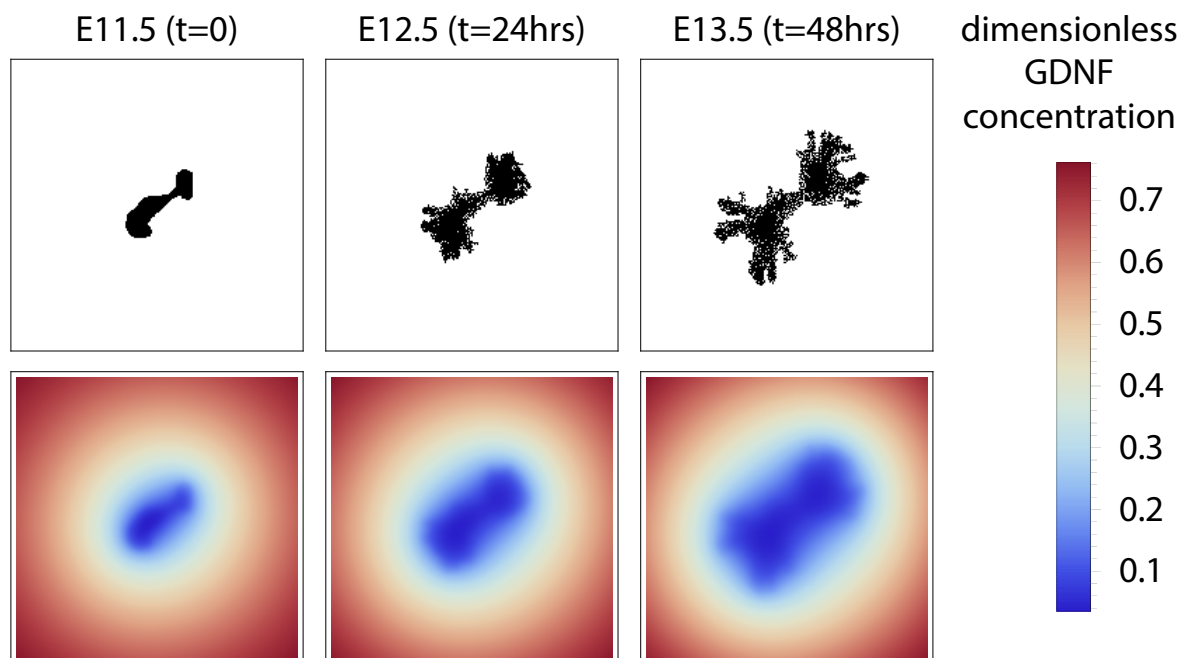 E11.5 (t=0)
E12.5 (t=24hrs)
E13.5 (t=48hrs)
dimensionless
GDNF
concentration
0.7
0.6
0.5
0.4
0.3
0.2
0.1